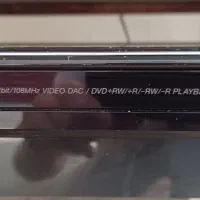 bit/108MHz VIDEO DAC / DVD+RW/+R/-RW/-R PLAYBA